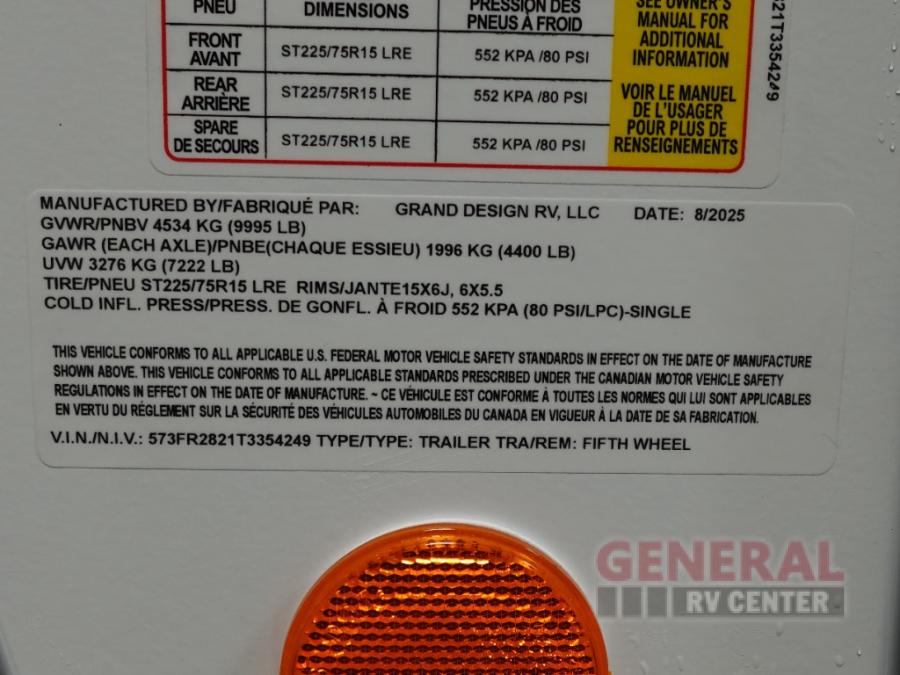 PNEU DIMENSIONS PRESSION DES PNEUS À FROID
SEE OWNER'S
MANUAL FOR
ADDITIONAL
INFORMATION
FRONT
AVANT ST225/75R15 LRE 552 KPA /80 PSI
REAR
ARRIÈRE ST225/75R15 LRE 552 KPA /80 PSI
SPARE
DE SECOURS ST225/75R15 LRE 552 KPA /80 PSI
VOIR LE MANUEL
DE L'USAGER
POUR PLUS DE
RENSEIGNEMENTS
21T3354249
MANUFACTURED BY/FABRIQUÉ PAR: GRAND DESIGN RV, LLC DATE: 8/2025
GVWR/PNBV 4534 KG (9995 LB)
GAWR (EACH AXLE)/PNBE(CHAQUE ESSIEU) 1996 KG (4400 LB)
UVW 3276 KG (7222 LB)
TIRE/PNEU ST225/75R15 LRE RIMS/JANTE15X6J, 6X5.5
COLD INFL. PRESS/PRESS. DE GONFL. À FROID 552 KPA (80 PSI/LPC)-SINGLE
THIS VEHICLE CONFORMS TO ALL APPLICABLE U.S. FEDERAL MOTOR VEHICLE SAFETY STANDARDS IN EFFECT ON THE DATE OF MANUFACTURE
SHOWN ABOVE. THIS VEHICLE CONFORMS TO ALL APPLICABLE STANDARDS PRESCRIBED UNDER THE CANADIAN MOTOR VEHICLE SAFETY
REGULATIONS IN EFFECT ON THE DATE OF MANUFACTURE. ~ CE VÉHICULE EST CONFORME À TOUTES LES NORMES QUI LUI SONT APPLICABLES
EN VERTU DU RÉGLEMENT SUR LA SÉCURITÉ DES VÉHICULES AUTOMOBILES DU CANADA EN VIGUEUR À LA DATE DE SA FABRICATION.
V.I.N./N.I.V.: 573FR2821T3354249 TYPE/TYPE: TRAILER TRA/REM: FIFTH WHEEL
GENERAL
RV CENTER